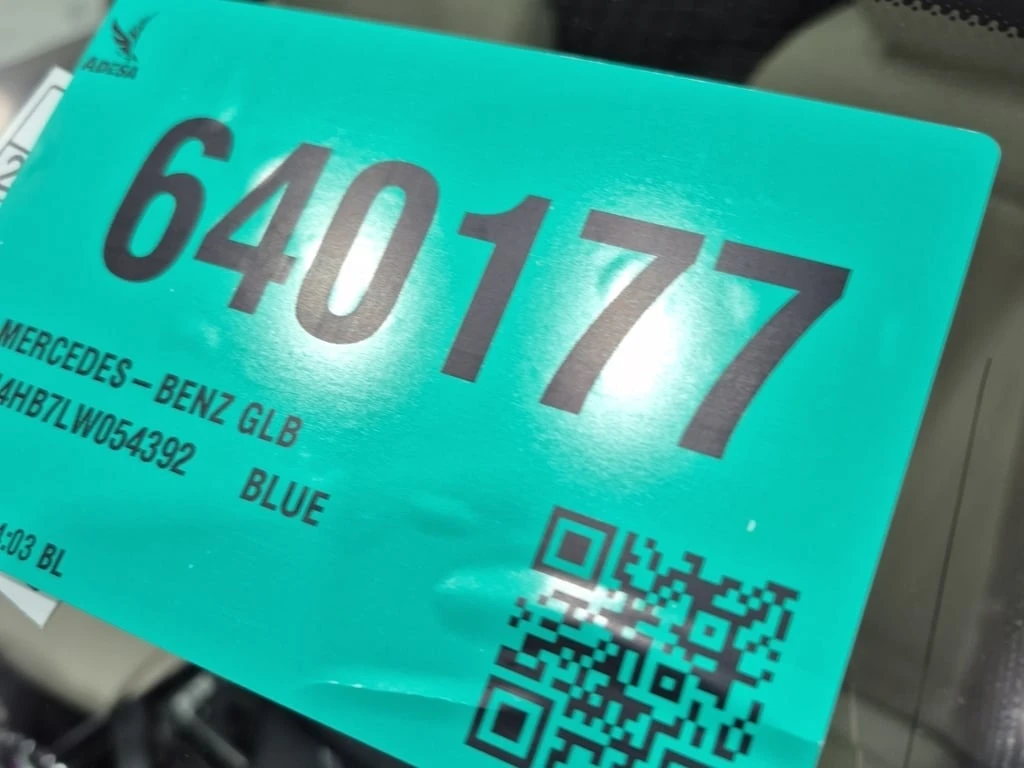 ADESA
640177
MERCEDES-BENZ GLB
4HB7LW054392 BLUE
:03 BL